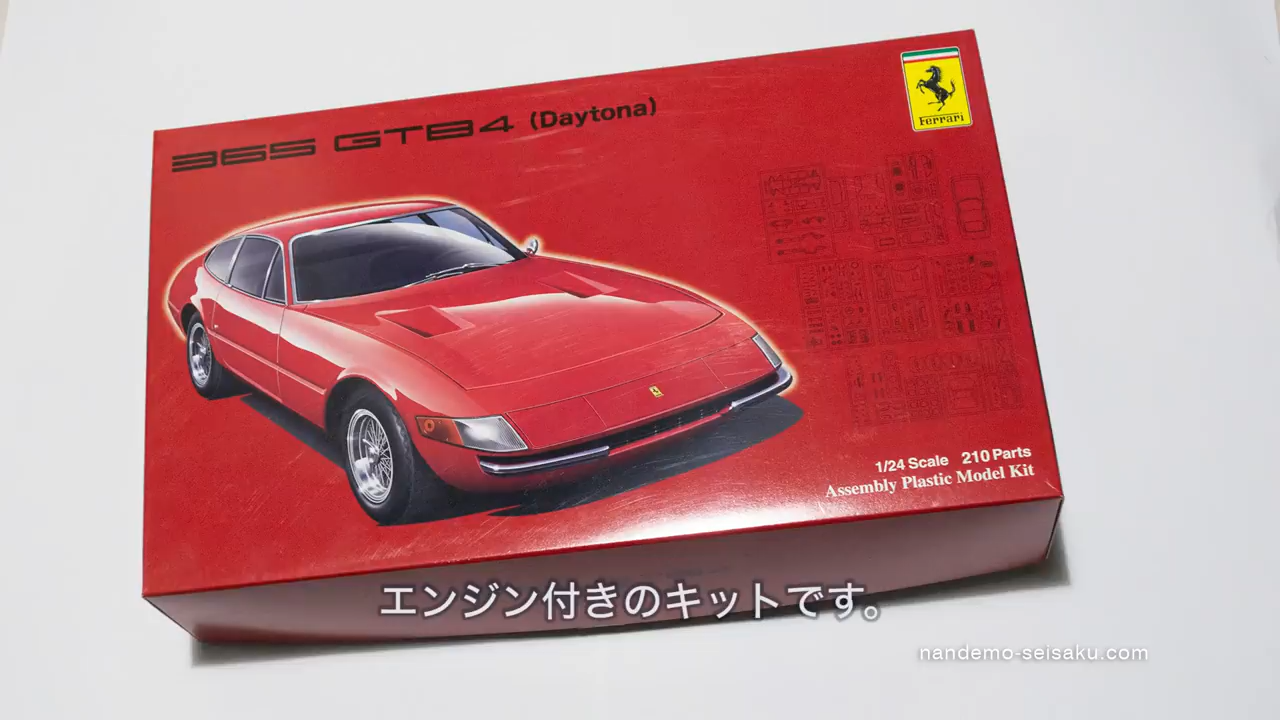 365 GTB4 (Daytona)
Ferrari
1/24 Scale 210 Parts
Assembly Plastic Model Kit
エンジン付きのキットです。
nandemo-seisaku.com